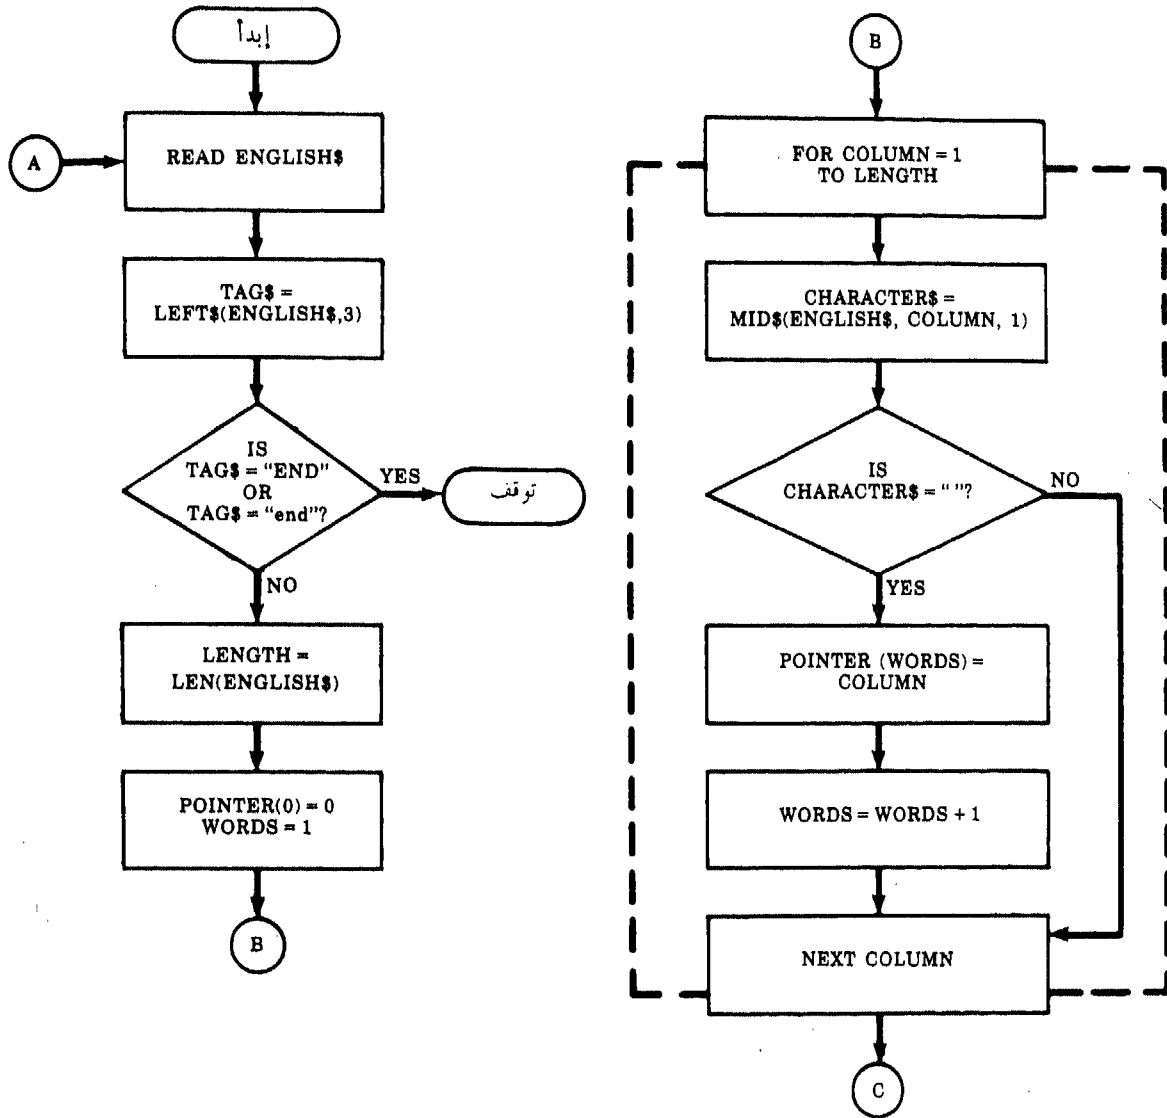 إبدأ
A
READ ENGLISH$
TAG$ =
LEFT$(ENGLISH$,3)
IS
TAG$ = “END”
OR
TAG$ = “end”?
YES
توقف
NO
LENGTH =
LEN(ENGLISH$)
POINTER(0) = 0
WORDS = 1
B
B
FOR COLUMN = 1
TO LENGTH
CHARACTER$ =
MID$(ENGLISH$, COLUMN, 1)
IS
CHARACTER$ = “ ”?
NO
YES
POINTER (WORDS) =
COLUMN
WORDS = WORDS + 1
NEXT COLUMN
C